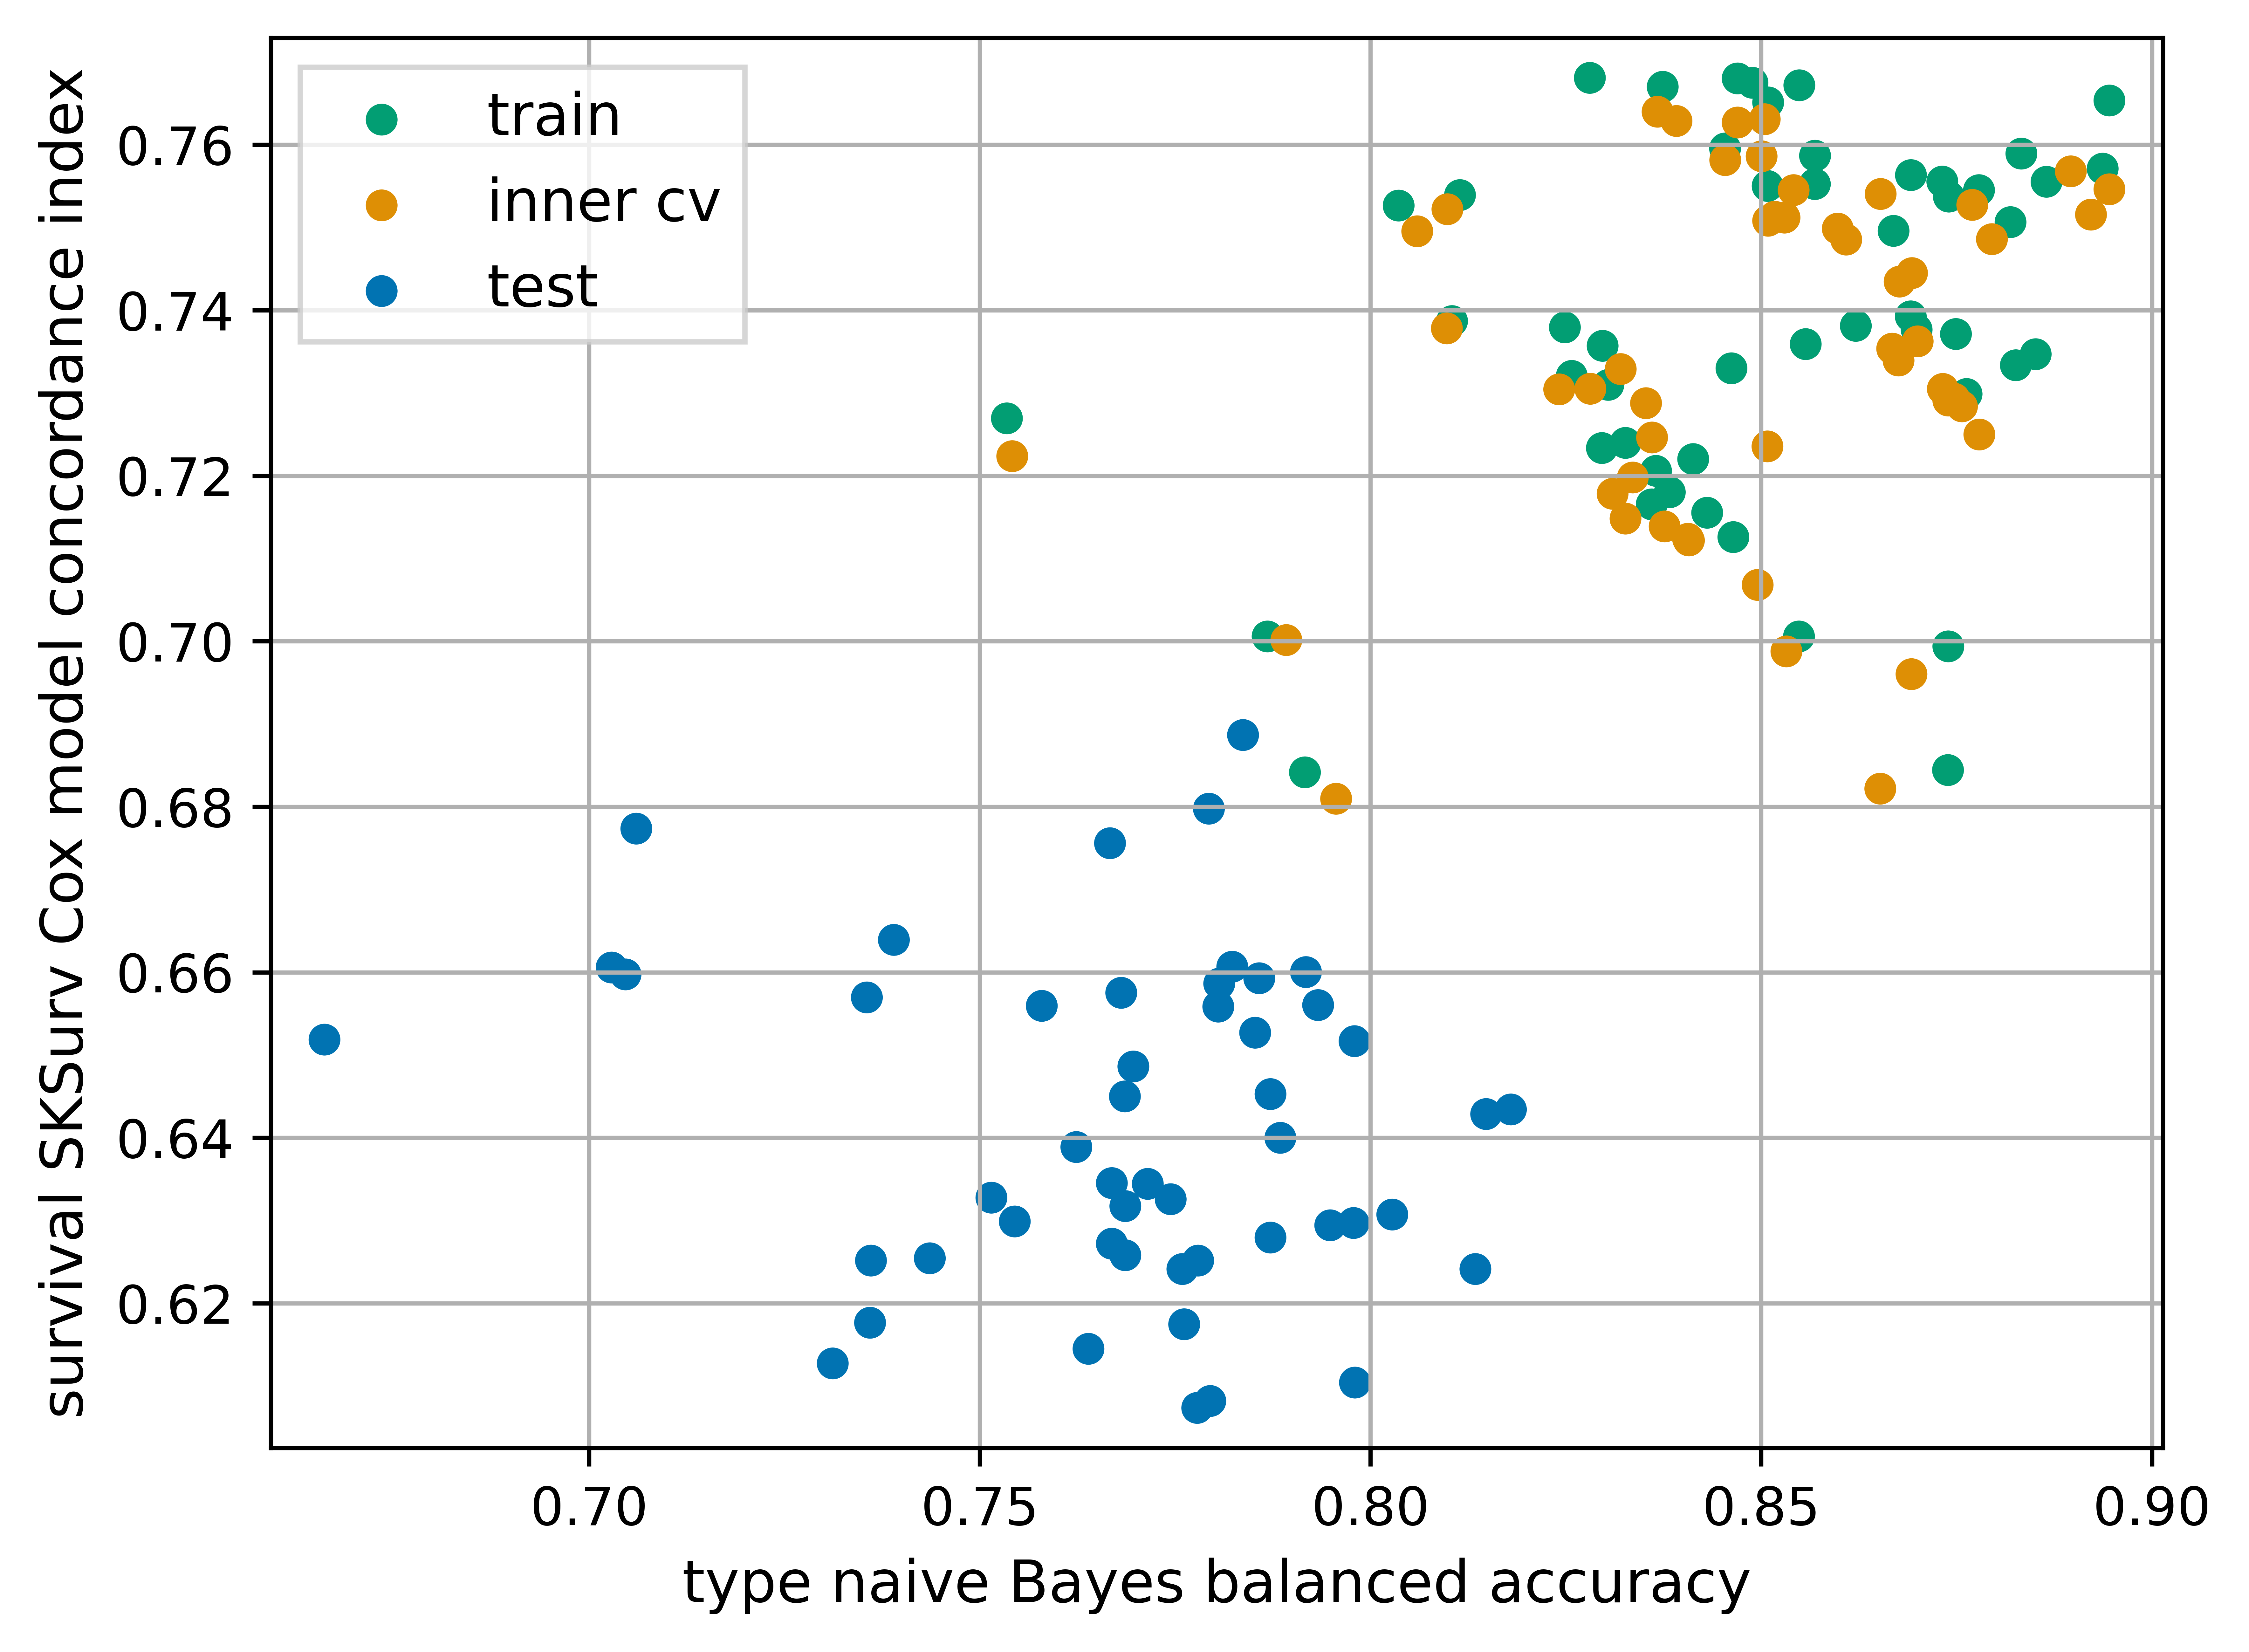 train
inner cv
test
survival SKSurv Cox model concordance index
0.76
0.74
0.72
0.70
0.68
0.66
0.64
0.62
0.70
0.75
0.80
0.85
0.90
type naive Bayes balanced accuracy